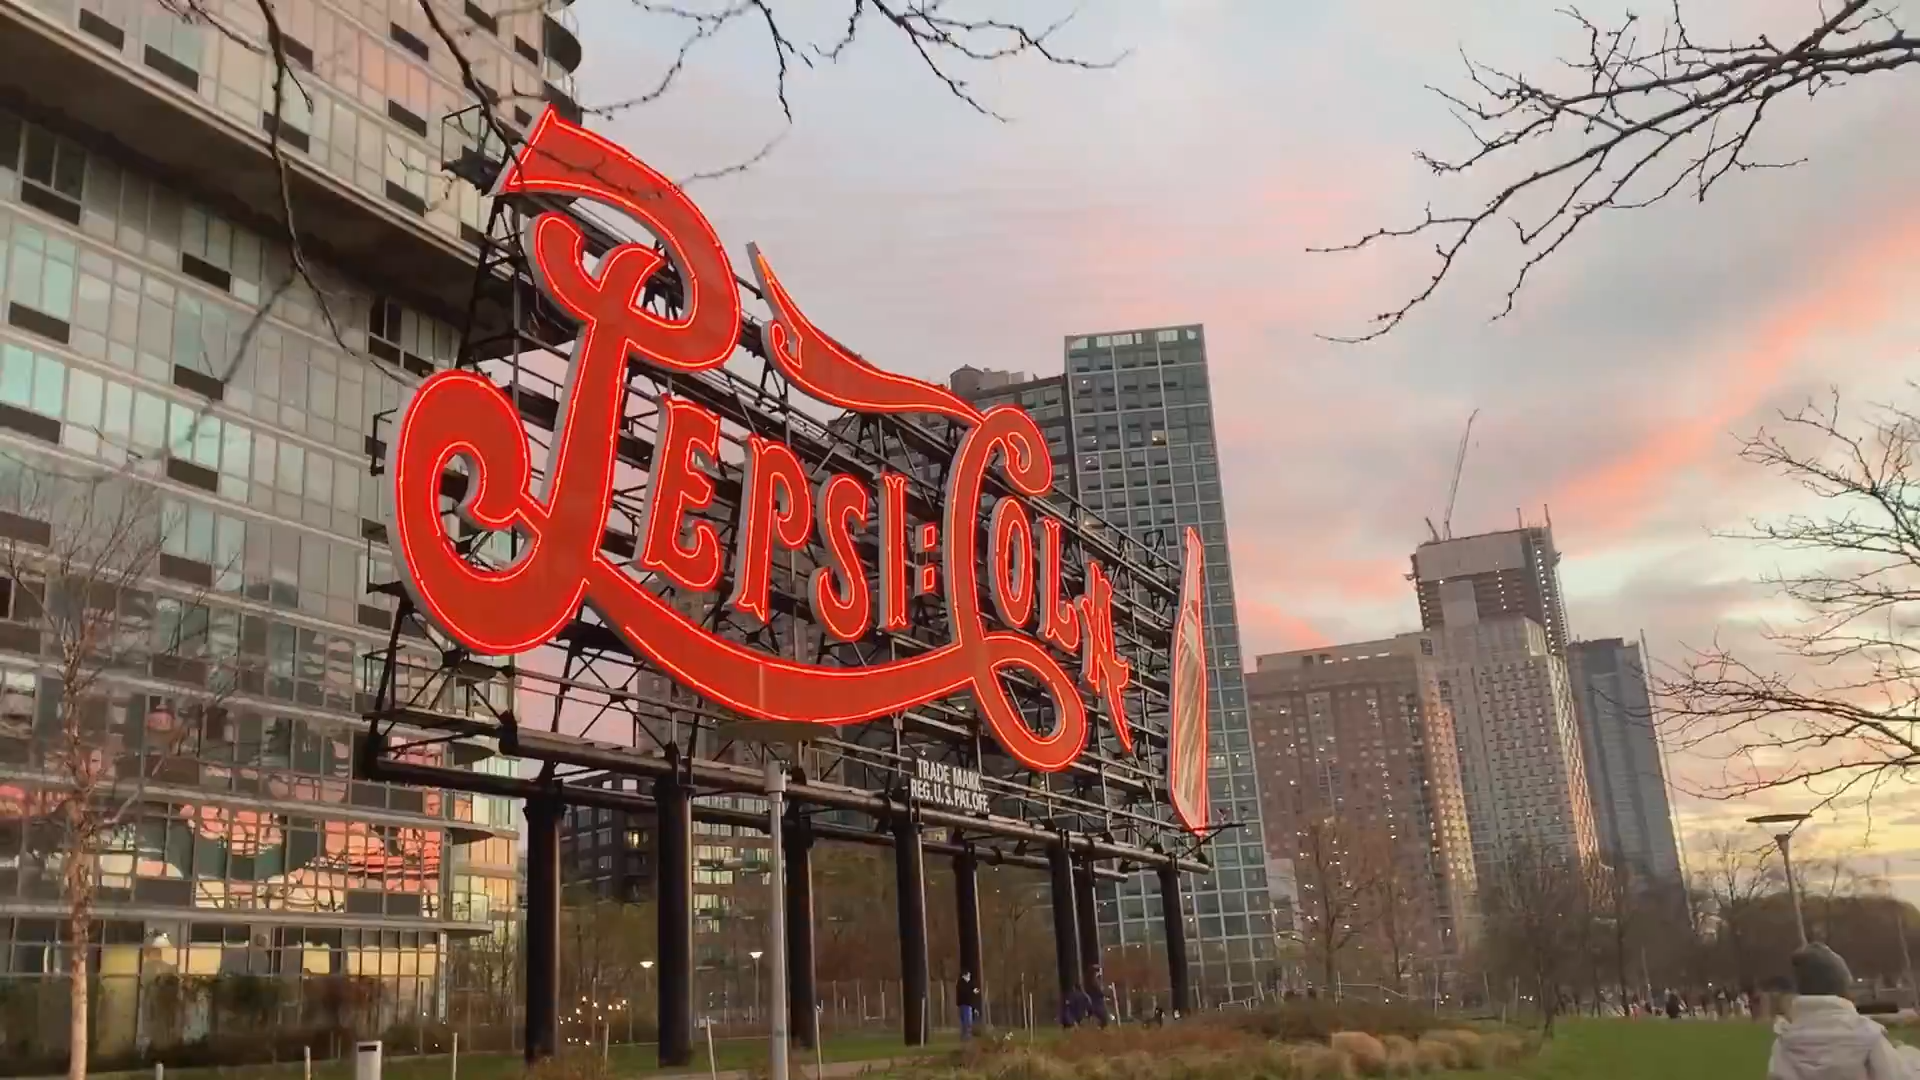 PEPSI:COLA
TRADE MARK
REG. U. S. PAT. OFF.